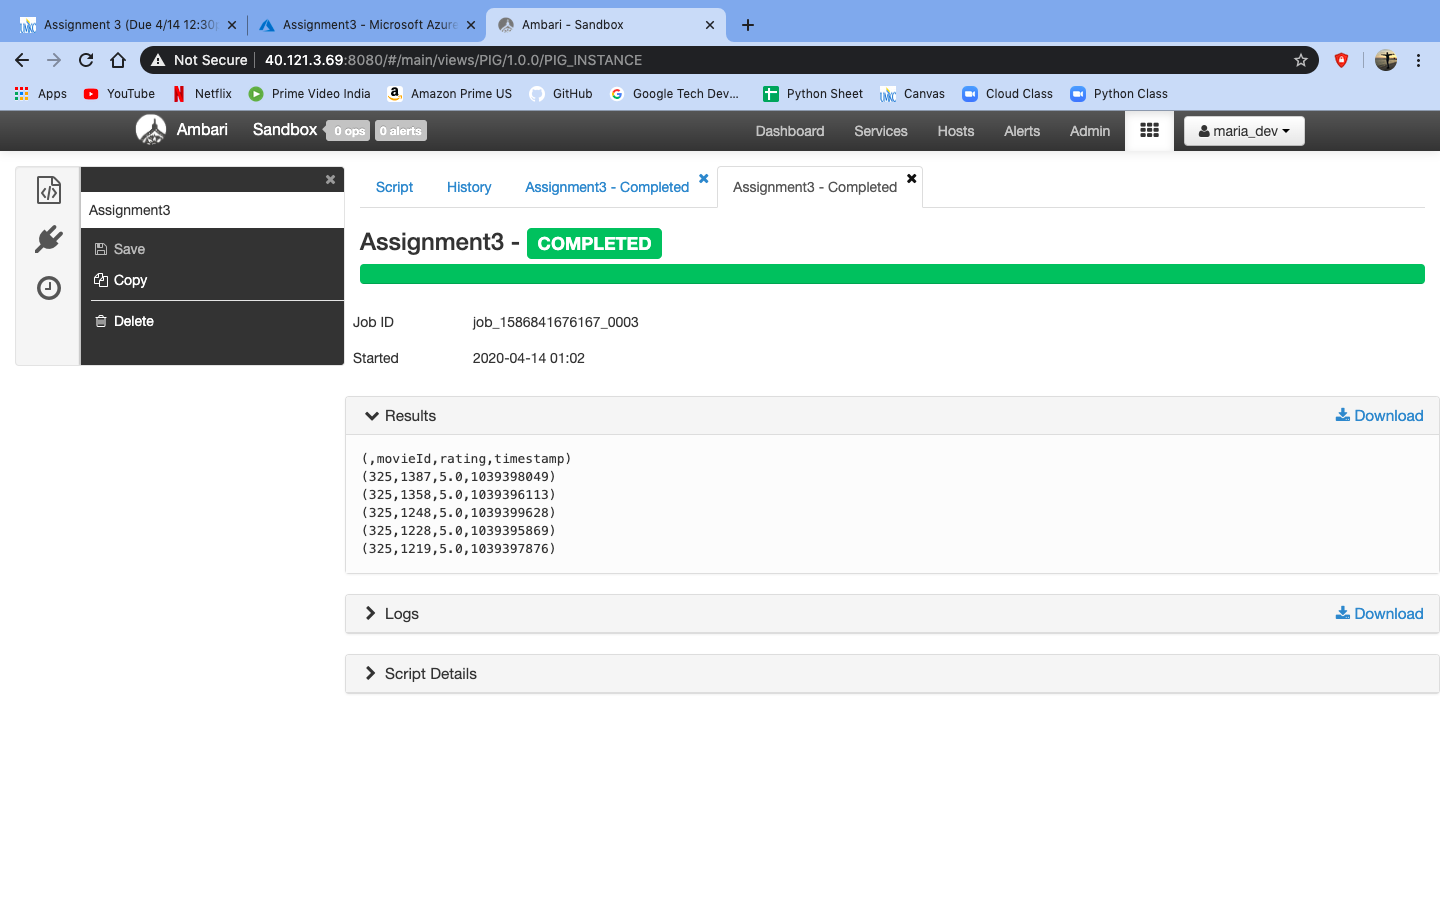 Assignment 3 (Due 4/14 12:30p
Assignment3 - Microsoft Azure
Ambari - Sandbox
Not Secure 40.121.3.69:8080/#/main/views/PIG/1.0.0/PIG_INSTANCE
Apps YouTube Netflix Prime Video India Amazon Prime US GitHub Google Tech Dev... Python Sheet Canvas Cloud Class Python Class
Ambari Sandbox 0 ops 0 alerts Dashboard Services Hosts Alerts Admin maria_dev
Assignment3
Save
Copy
Delete
Script History Assignment3 - Completed Assignment3 - Completed
Assignment3 - COMPLETED
Job ID job_1586841676167_0003
Started 2020-04-14 01:02
Results Download
(,movieId,rating,timestamp)
(325,1387,5.0,1039398049)
(325,1358,5.0,1039396113)
(325,1248,5.0,1039399628)
(325,1228,5.0,1039395869)
(325,1219,5.0,1039397876)
Logs Download
Script Details